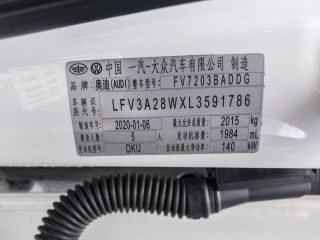 中国 一汽-大众汽车有限公司 制造
品牌:奥迪(AUDI) 整车型号: FV7203BADDG
车辆识别代号: LFV3A28WXL3591786
制造年月: 2020-01-06 最大允许总质量: 2015 kg
乘坐人数: 5 人 发动机排量: 1984 mL
发动机型号: DKU 发动机最大净功率: 140 kW